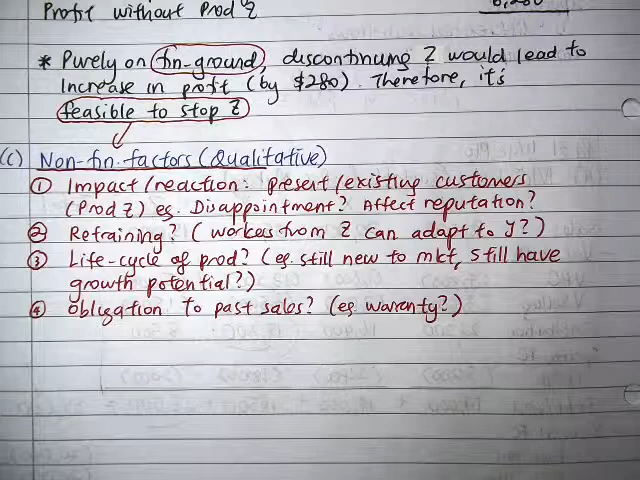 Profit without Prod Z
* Purely on fin-ground, discontinuing Z would lead to
increase in profit (by $280). Therefore, it's
feasible to stop Z
(C) Non-fin. factors (Qualitative)
① Impact/reaction: present/existing customers
(Prod Z) eg. Disappointment? Affect reputation?
② Retraining? (workers from Z can adapt to Y?)
③ Life-cycle of prod? (eg. still new to mkt, still have
growth potential?)
④ Obligation to past sales? (eg. waranty?)